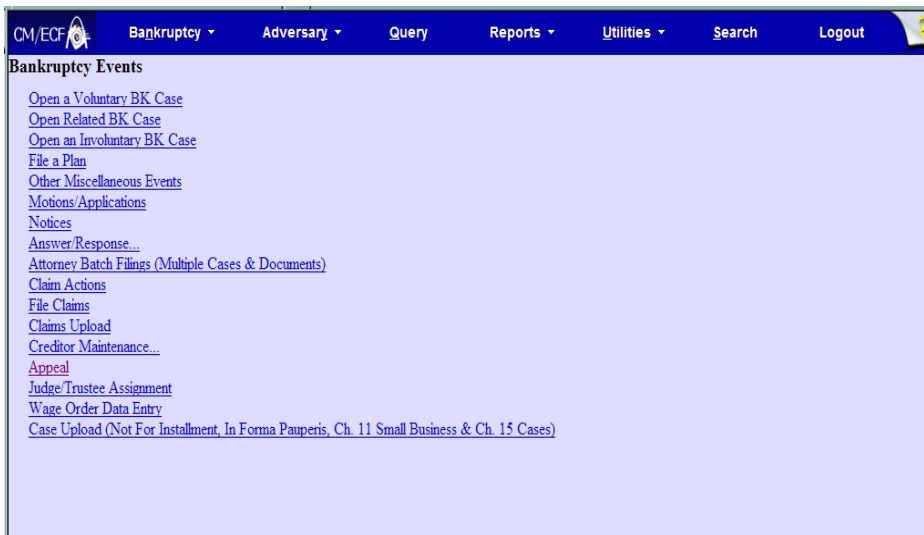 CM/ECF Bankruptcy Adversary Query Reports Utilities Search Logout ?
Bankruptcy Events
Open a Voluntary BK Case
Open Related BK Case
Open an Involuntary BK Case
File a Plan
Other Miscellaneous Events
Motions/Applications
Notices
Answer/Response...
Attorney Batch Filings (Multiple Cases & Documents)
Claim Actions
File Claims
Claims Upload
Creditor Maintenance...
Appeal
Judge/Trustee Assignment
Wage Order Data Entry
Case Upload (Not For Installment, In Forma Pauperis, Ch. 11 Small Business & Ch. 15 Cases)